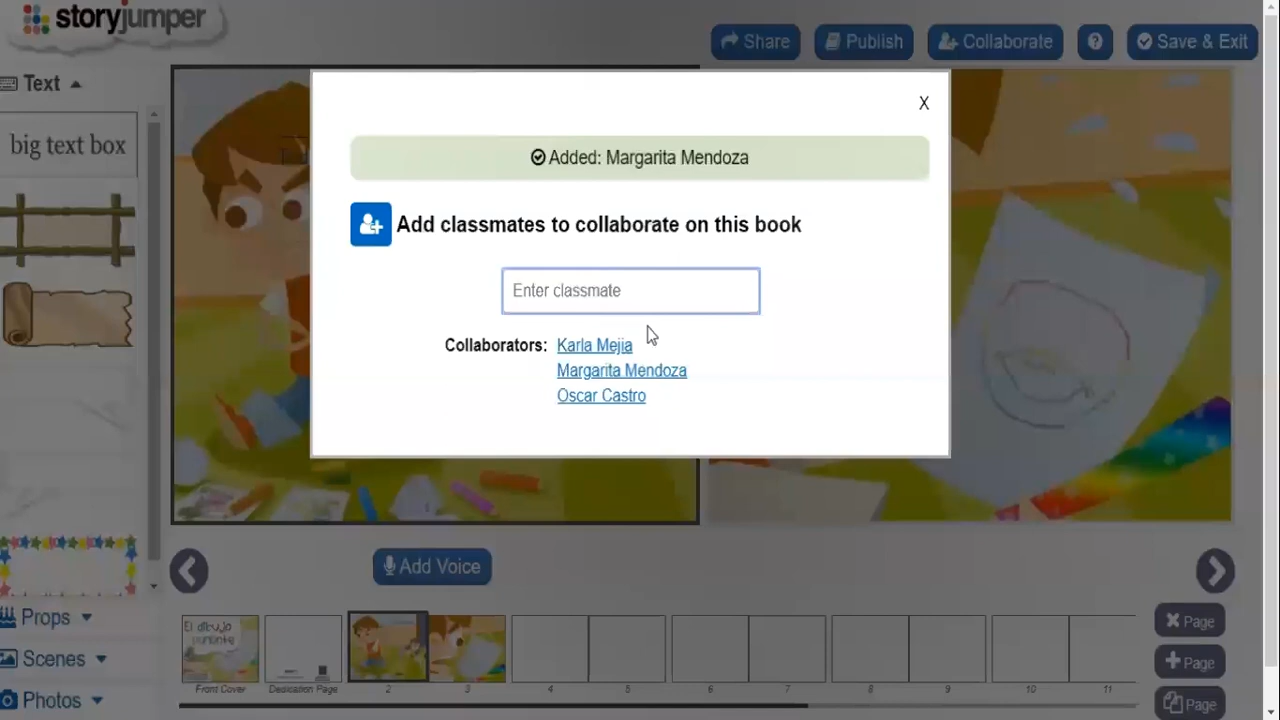 storyjumper
Share
Publish
Collaborate
?
Save & Exit
Text
big text box
X
Added: Margarita Mendoza
Add classmates to collaborate on this book
Enter classmate
Collaborators: Karla Mejia
Margarita Mendoza
Oscar Castro
Add Voice
Props
Scenes
Photos
El dibujo
Front Cover
Dedication Page
2
3
4
5
6
7
8
9
10
11
Page
Page
Page